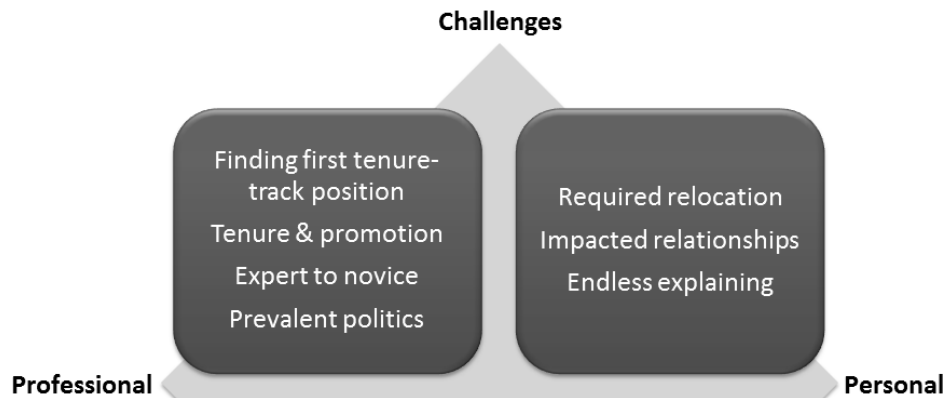 Challenges
Finding first tenure-
track position
Tenure & promotion
Expert to novice
Prevalent politics
Required relocation
Impacted relationships
Endless explaining
Professional
Personal